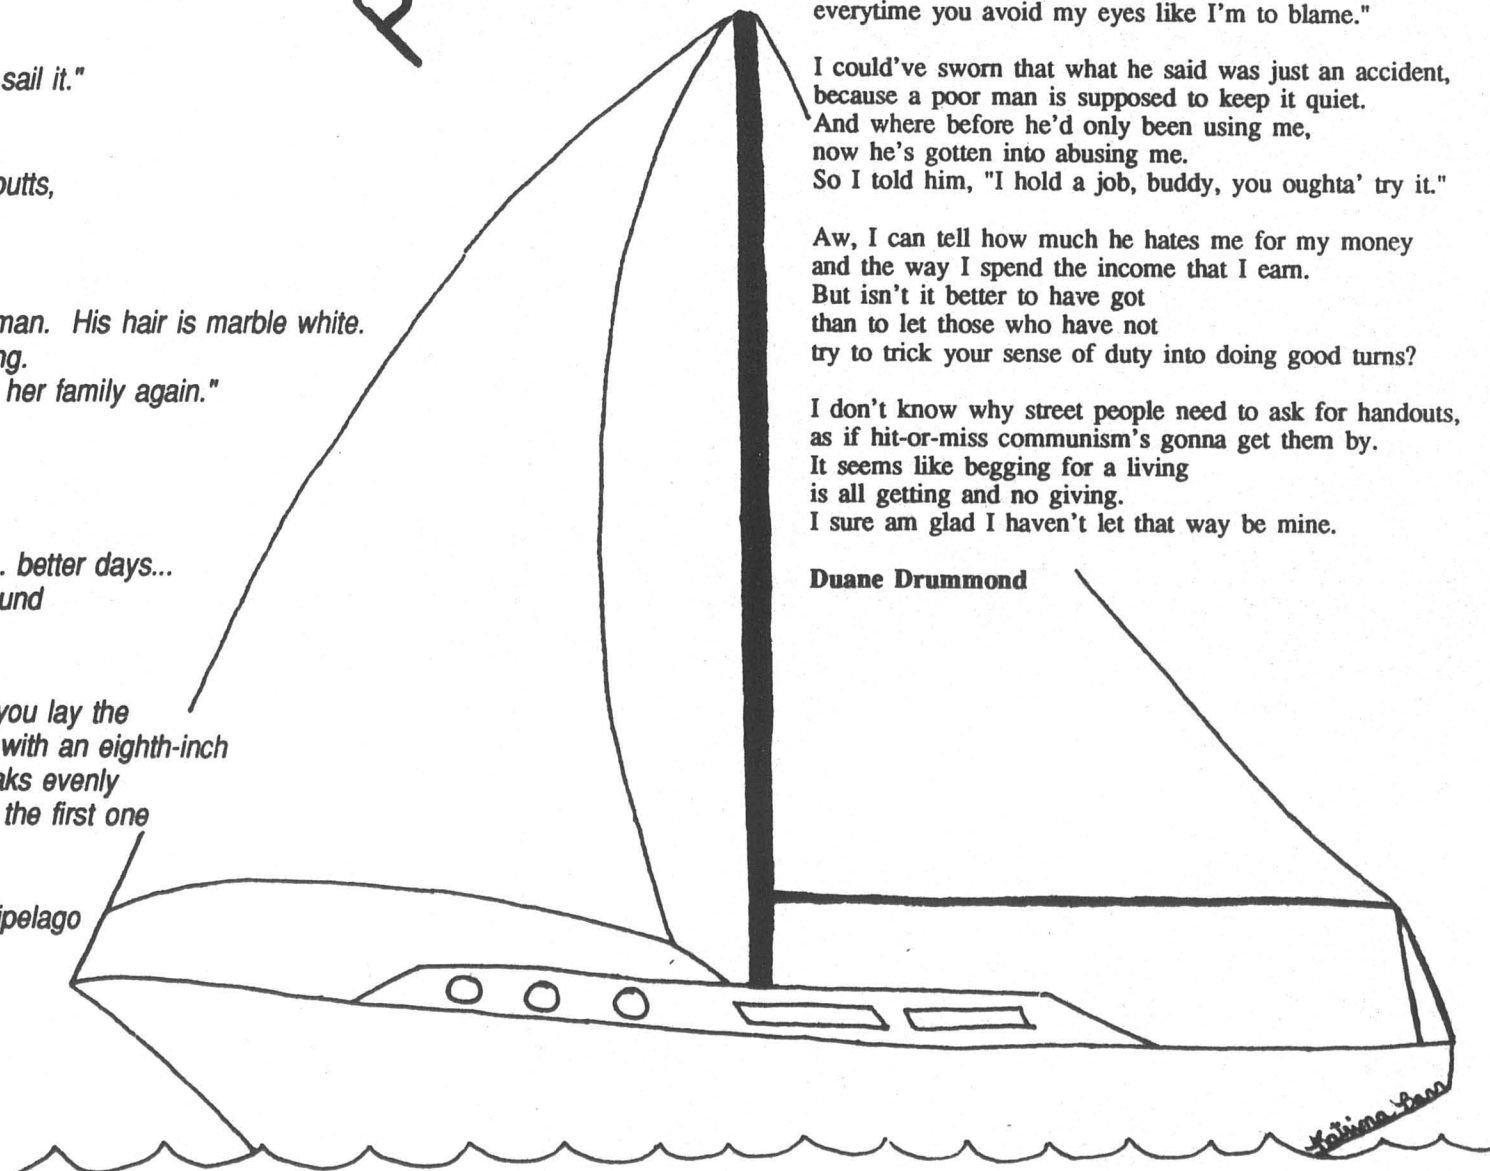 sail it."
man. His hair is marble white.
her family again."
. better days...
you lay the
with an eighth-inch
evenly
the first one
everytime you avoid my eyes like I'm to blame."
I could've sworn that what he said was just an accident,
because a poor man is supposed to keep it quiet.
And where before he'd only been using me,
now he's gotten into abusing me.
So I told him, "I hold a job, buddy, you oughta' try it."
Aw, I can tell how much he hates me for my money
and the way I spend the income that I earn.
But isn't it better to have got
than to let those who have not
try to trick your sense of duty into doing good turns?
I don't know why street people need to ask for handouts,
as if hit-or-miss communism's gonna get them by.
It seems like begging for a living
is all getting and no giving.
I sure am glad I haven't let that way be mine.
Duane Drummond
Katrina